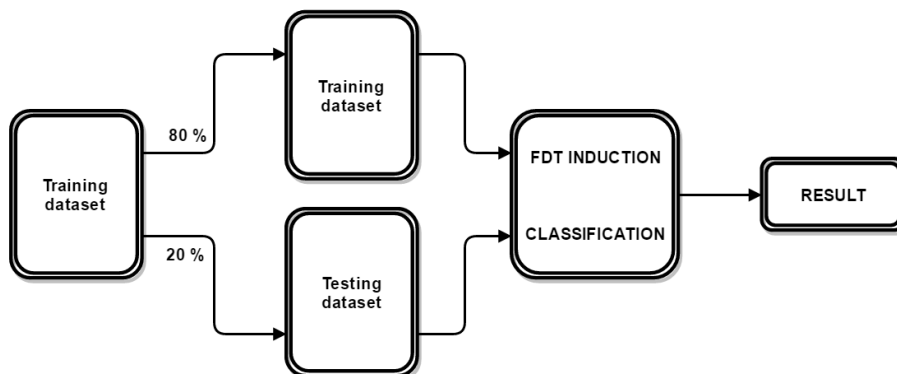 Training
dataset
80 %
20 %
Training
dataset
Testing
dataset
FDT INDUCTION
CLASSIFICATION
RESULT